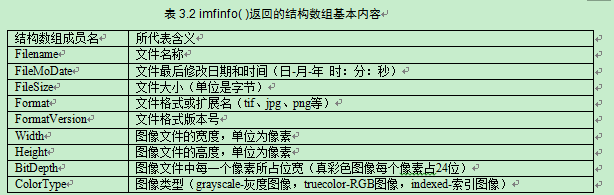 表 3.2 imfinfo( )返回的结构数组基本内容
结构数组成员名 所代表含义
Filename 文件名称
FileMoDate 文件最后修改日期和时间（日-月-年 时：分：秒）
FileSize 文件大小（单位是字节）
Format 文件格式或扩展名（tif、jpg、png等）
FormatVersion 文件格式版本号
Width 图像文件的宽度，单位为像素
Height 图像文件的高度，单位为像素
BitDepth 图像文件中每一个像素所占位宽（真彩色图像每个像素占24位）
ColorType 图像类型（grayscale-灰度图像，truecolor-RGB图像，indexed-索引图像）